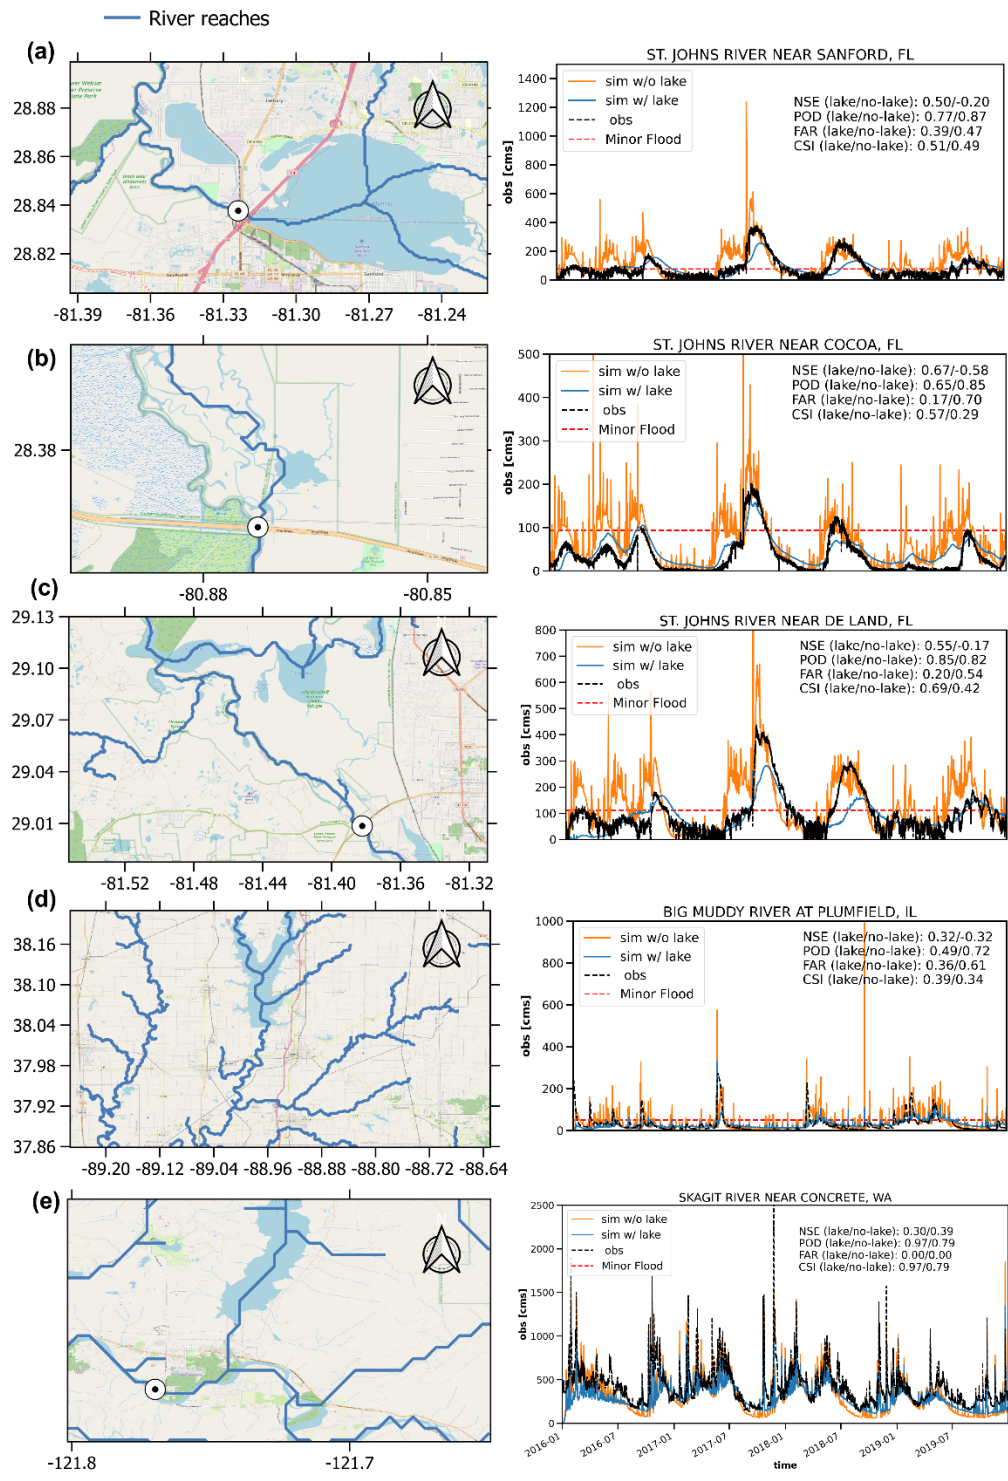 River reaches
(a)
28.88
28.86
28.84
28.82
-81.39
-81.36
-81.33
-81.30
-81.27
-81.24
ST. JOHNS RIVER NEAR SANFORD, FL
sim w/o lake
sim w/ lake
obs
Minor Flood
NSE (lake/no-lake): 0.50/-0.20
POD (lake/no-lake): 0.77/0.87
FAR (lake/no-lake): 0.39/0.47
CSI (lake/no-lake): 0.51/0.49
obs [cms]
1400
1200
1000
800
600
400
200
0
(b)
28.38
-80.88
-80.85
ST. JOHNS RIVER NEAR COCOA, FL
sim w/o lake
sim w/ lake
obs
Minor Flood
NSE (lake/no-lake): 0.67/-0.58
POD (lake/no-lake): 0.65/0.85
FAR (lake/no-lake): 0.17/0.70
CSI (lake/no-lake): 0.57/0.29
obs [cms]
500
400
300
200
100
0
(c)
29.13
29.10
29.07
29.04
29.01
-81.52
-81.48
-81.44
-81.40
-81.36
-81.32
ST. JOHNS RIVER NEAR DE LAND, FL
sim w/o lake
sim w/ lake
obs
Minor Flood
NSE (lake/no-lake): 0.55/-0.17
POD (lake/no-lake): 0.85/0.82
FAR (lake/no-lake): 0.20/0.54
CSI (lake/no-lake): 0.69/0.42
obs [cms]
800
700
600
500
400
300
200
100
0
(d)
38.16
38.10
38.04
37.98
37.92
37.86
-89.20
-89.12
-89.04
-88.96
-88.88
-88.80
-88.72
-88.64
BIG MUDDY RIVER AT PLUMFIELD, IL
sim w/o lake
sim w/ lake
obs
Minor Flood
NSE (lake/no-lake): 0.32/-0.32
POD (lake/no-lake): 0.49/0.72
FAR (lake/no-lake): 0.36/0.61
CSI (lake/no-lake): 0.39/0.34
obs [cms]
1000
800
600
400
200
0
(e)
-121.8
-121.7
SKAGIT RIVER NEAR CONCRETE, WA
sim w/o lake
sim w/ lake
obs
Minor Flood
NSE (lake/no-lake): 0.30/0.39
POD (lake/no-lake): 0.97/0.79
FAR (lake/no-lake): 0.00/0.00
CSI (lake/no-lake): 0.97/0.79
obs [cms]
2500
2000
1500
1000
500
0
2016-01
2016-07
2017-01
2017-07
2018-01
2018-07
2019-01
2019-07
time